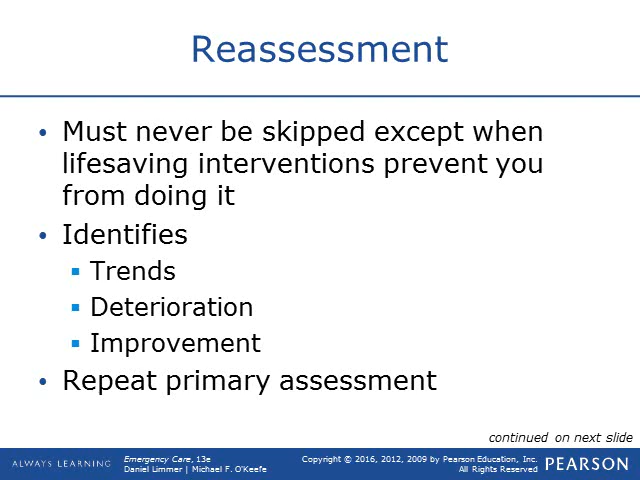 Reassessment
• Must never be skipped except when
lifesaving interventions prevent you
from doing it
• Identifies
▪ Trends
▪ Deterioration
▪ Improvement
• Repeat primary assessment
continued on next slide
ALWAYS LEARNING
Emergency Care, 13e
Daniel Limmer | Michael F. O'Keefe
Copyright © 2016, 2012, 2009 by Pearson Education, Inc.
All Rights Reserved
PEARSON